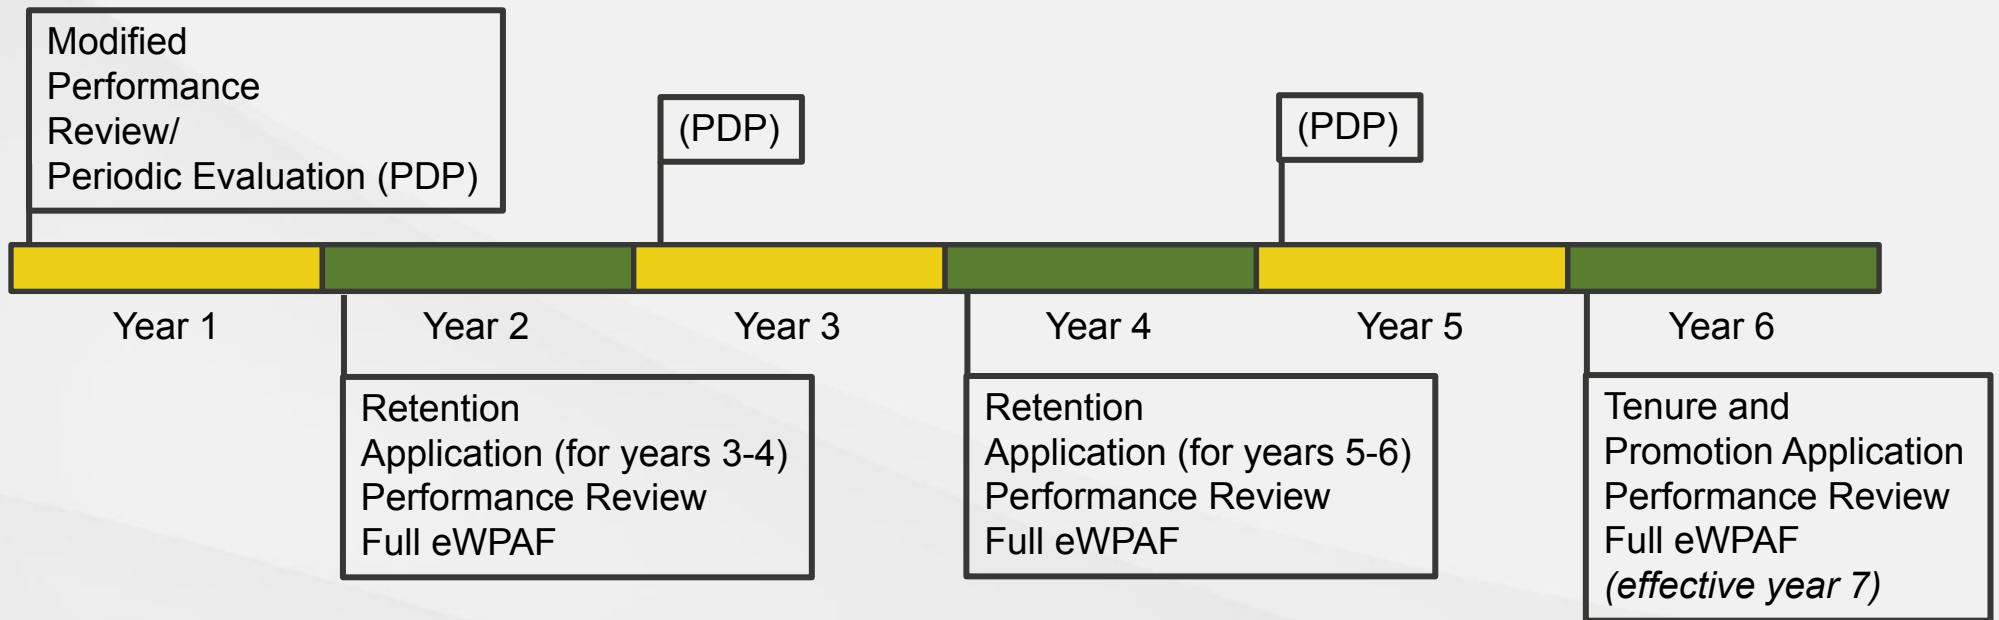 Modified
Performance
Review/
Periodic Evaluation (PDP)
(PDP)
(PDP)
Year 1
Year 2
Year 3
Year 4
Year 5
Year 6
Retention
Application (for years 3-4)
Performance Review
Full eWPAF
Retention
Application (for years 5-6)
Performance Review
Full eWPAF
Tenure and
Promotion Application
Performance Review
Full eWPAF
(effective year 7)